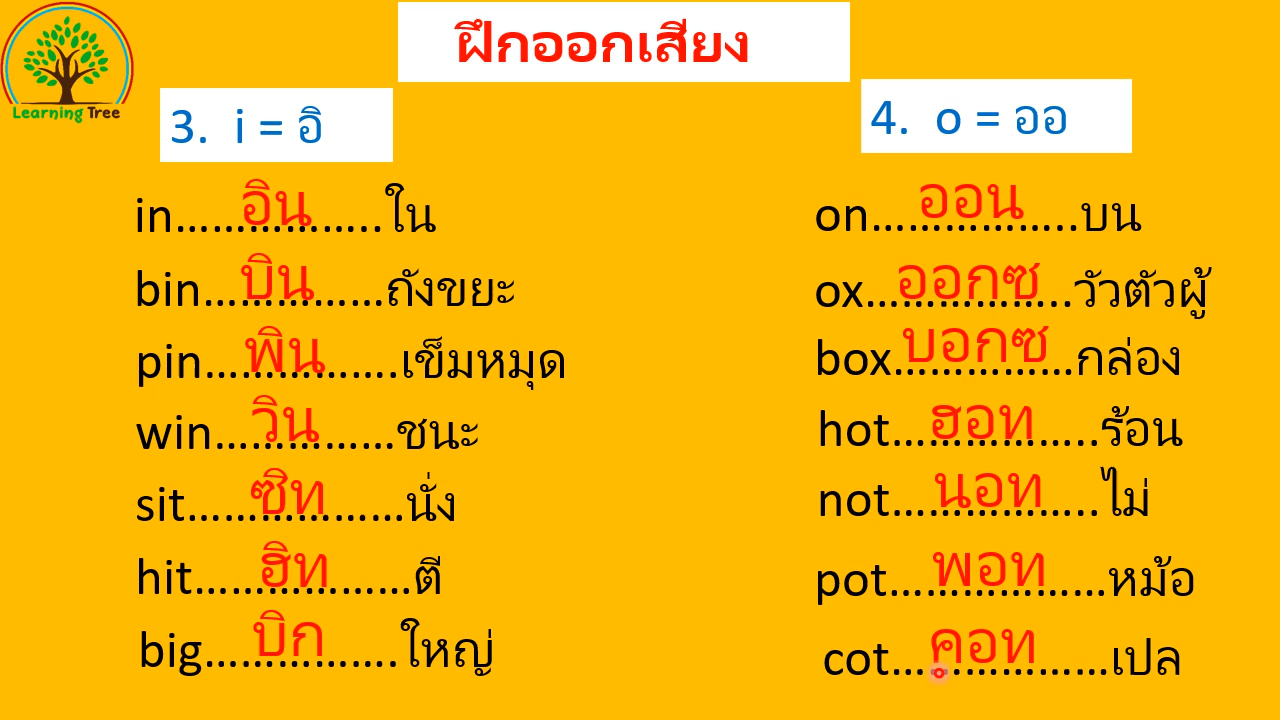 Learning Tree
ฝึกออกเสียง
3. i = อิ
in……อิน………..ใน
bin……บิน………ถังขยะ
pin……พิน……….เข็มหมุด
win……วิน………ชนะ
sit……ซิท…………นั่ง
hit……ฮิท…………ตี
big……บิก……….ใหญ่
4. o = ออ
on……ออน………..บน
ox……ออกซ………..วัวตัวผู้
box……บอกซ………กล่อง
hot……ฮอท………..ร้อน
not……นอท………..ไม่
pot……พอท…………หม้อ
cot……คอท…………เปล